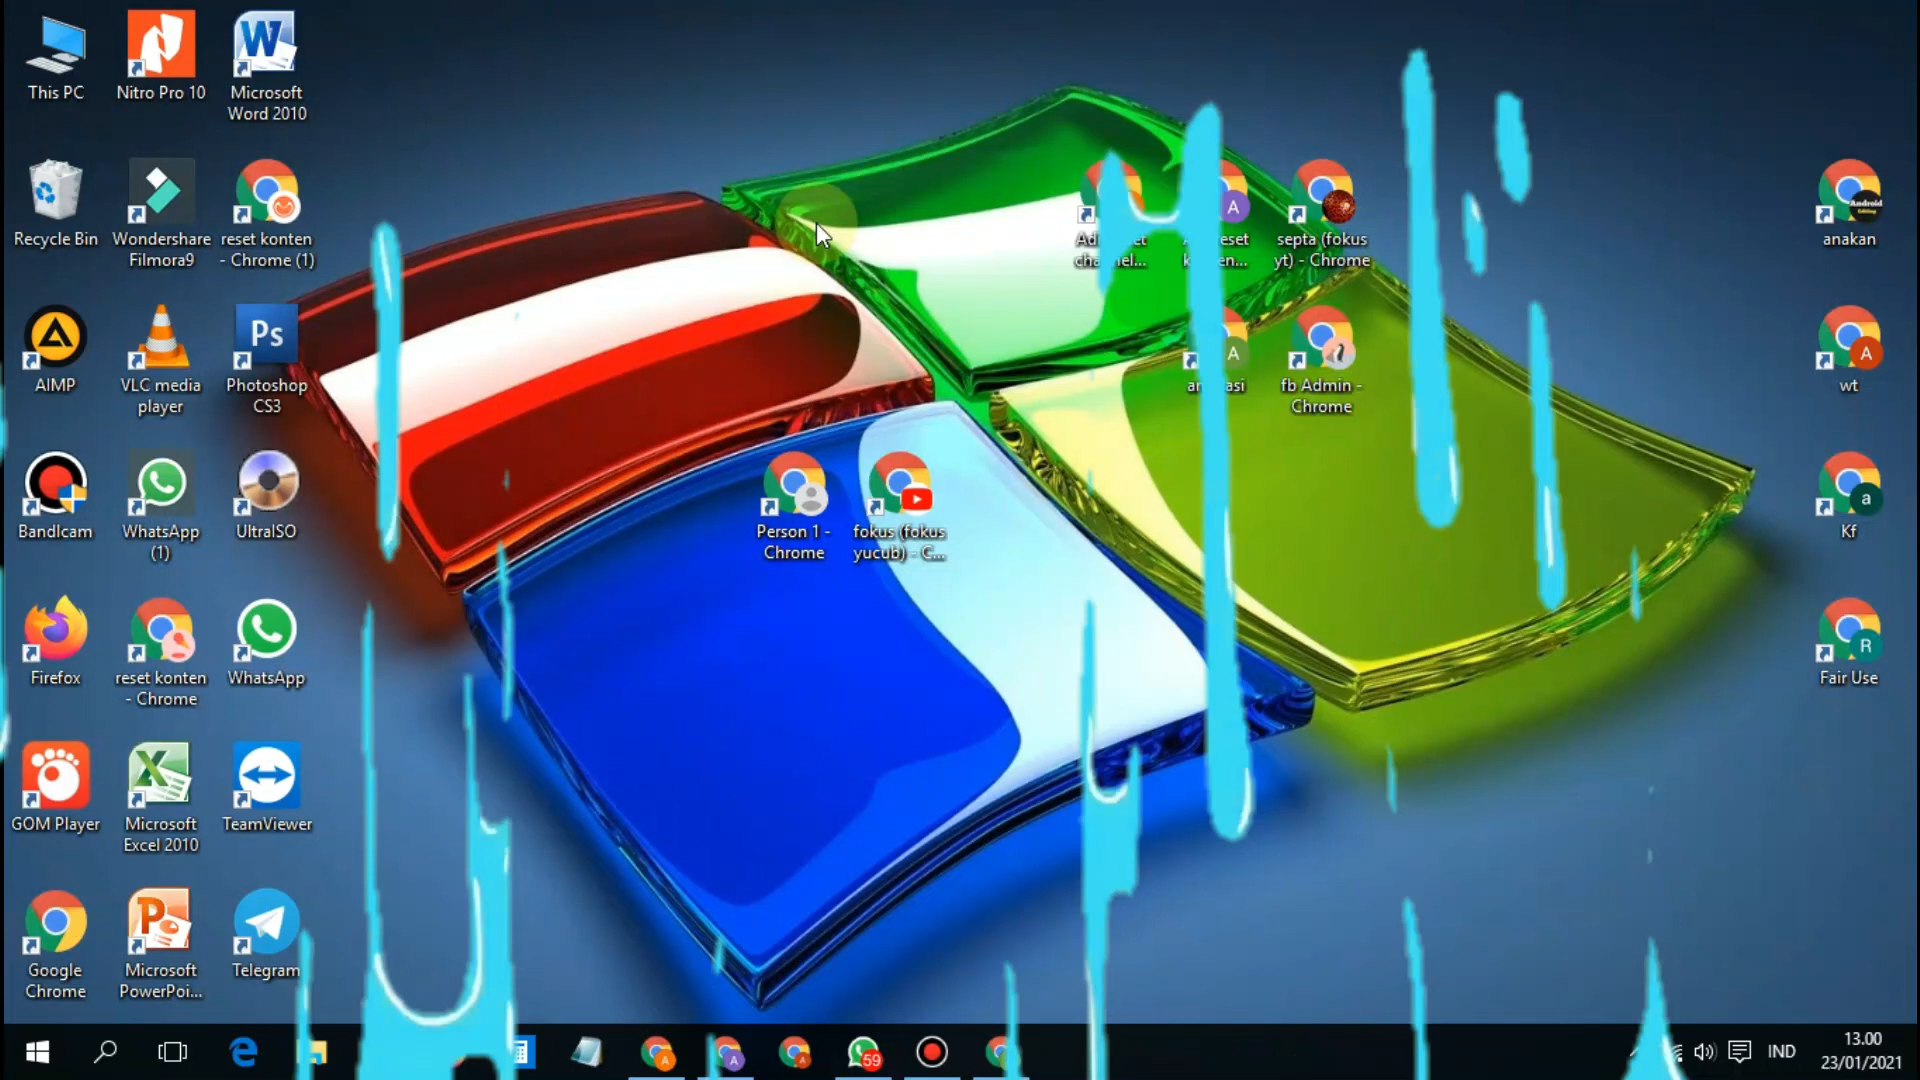 This PC
Nitro Pro 10
Microsoft
Word 2010
Recycle Bin
Wondershare
Filmora9
reset konten
- Chrome (1)
septa (fokus
yt) - Chrome
anakan
AIMP
VLC media
player
Ps
Photoshop
CS3
fb Admin -
Chrome
wt
BandIcam
WhatsApp
(1)
UltraISO
Person 1 -
Chrome
fokus (fokus
yucub) - C...
Kf
Firefox
reset konten
- Chrome
WhatsApp
Fair Use
GOM Player
Microsoft
Excel 2010
TeamViewer
Google
Chrome
Microsoft
PowerPoi...
Telegram
59
IND
13.00
23/01/2021